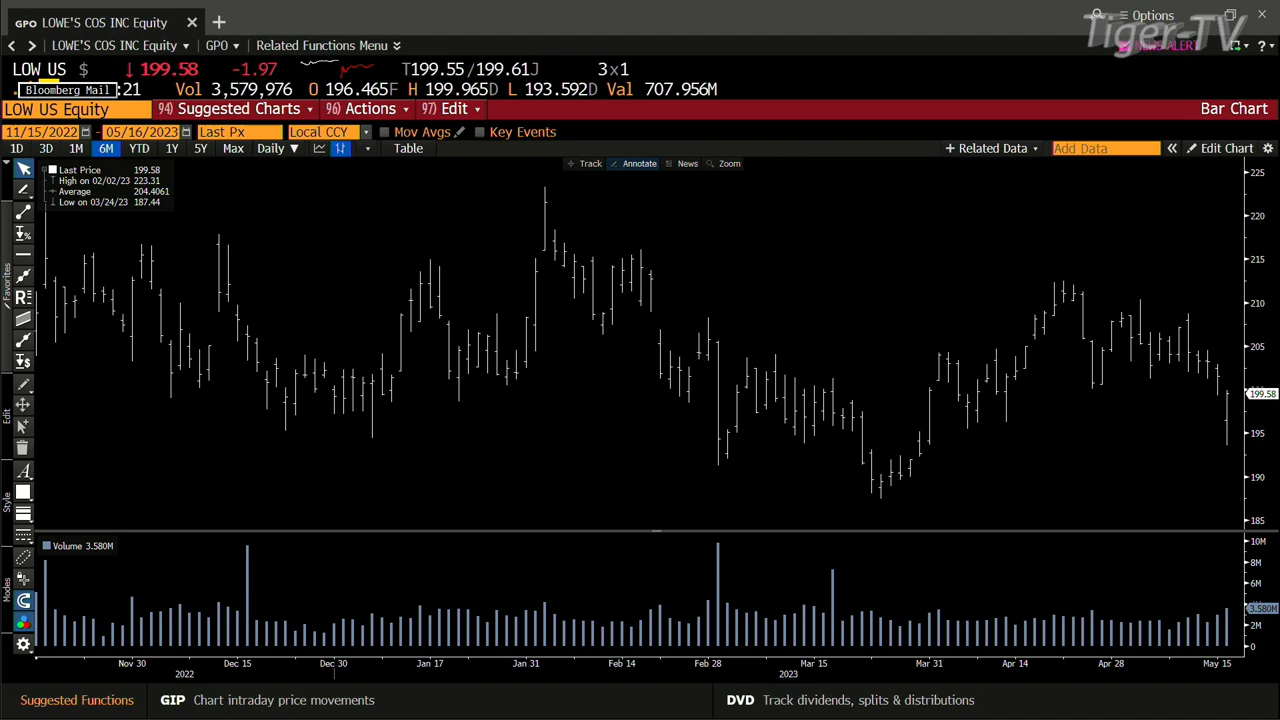 GPO LOWE'S COS INC Equity × +
Options
Tiger-TV
LOWE'S COS INC Equity GPO Related Functions Menu
NEWS ALERT
LOW US $ ↓199.58 -1.97 T199.55/199.61J 3x1
Bloomberg Mail :21 Vol 3,579,976 O 196.465F H 199.965D L 193.592D Val 707.956M
LOW US Equity 94) Suggested Charts 96) Actions 97) Edit Bar Chart
11/15/2022 - 05/16/2023 Last Px Local CCY Mov Avgs Key Events
1D 3D 1M 6M YTD 1Y 5Y Max Daily ▼ Table + Related Data Add Data « Edit Chart
Track Annotate News Zoom
Last Price 199.58
High on 02/02/23 223.31
Average 204.4061
Low on 03/24/23 187.44
225
220
215
210
205
199.58
195
190
185
Favorites
Edit
Style
Modes
Volume 3.580M
10M
8M
6M
3.580M
2M
0
Nov 30 Dec 15 Dec 30 Jan 17 Jan 31 Feb 14 Feb 28 Mar 15 Mar 31 Apr 14 Apr 28 May 15
2022 2023
Suggested Functions GIP Chart intraday price movements DVD Track dividends, splits & distributions